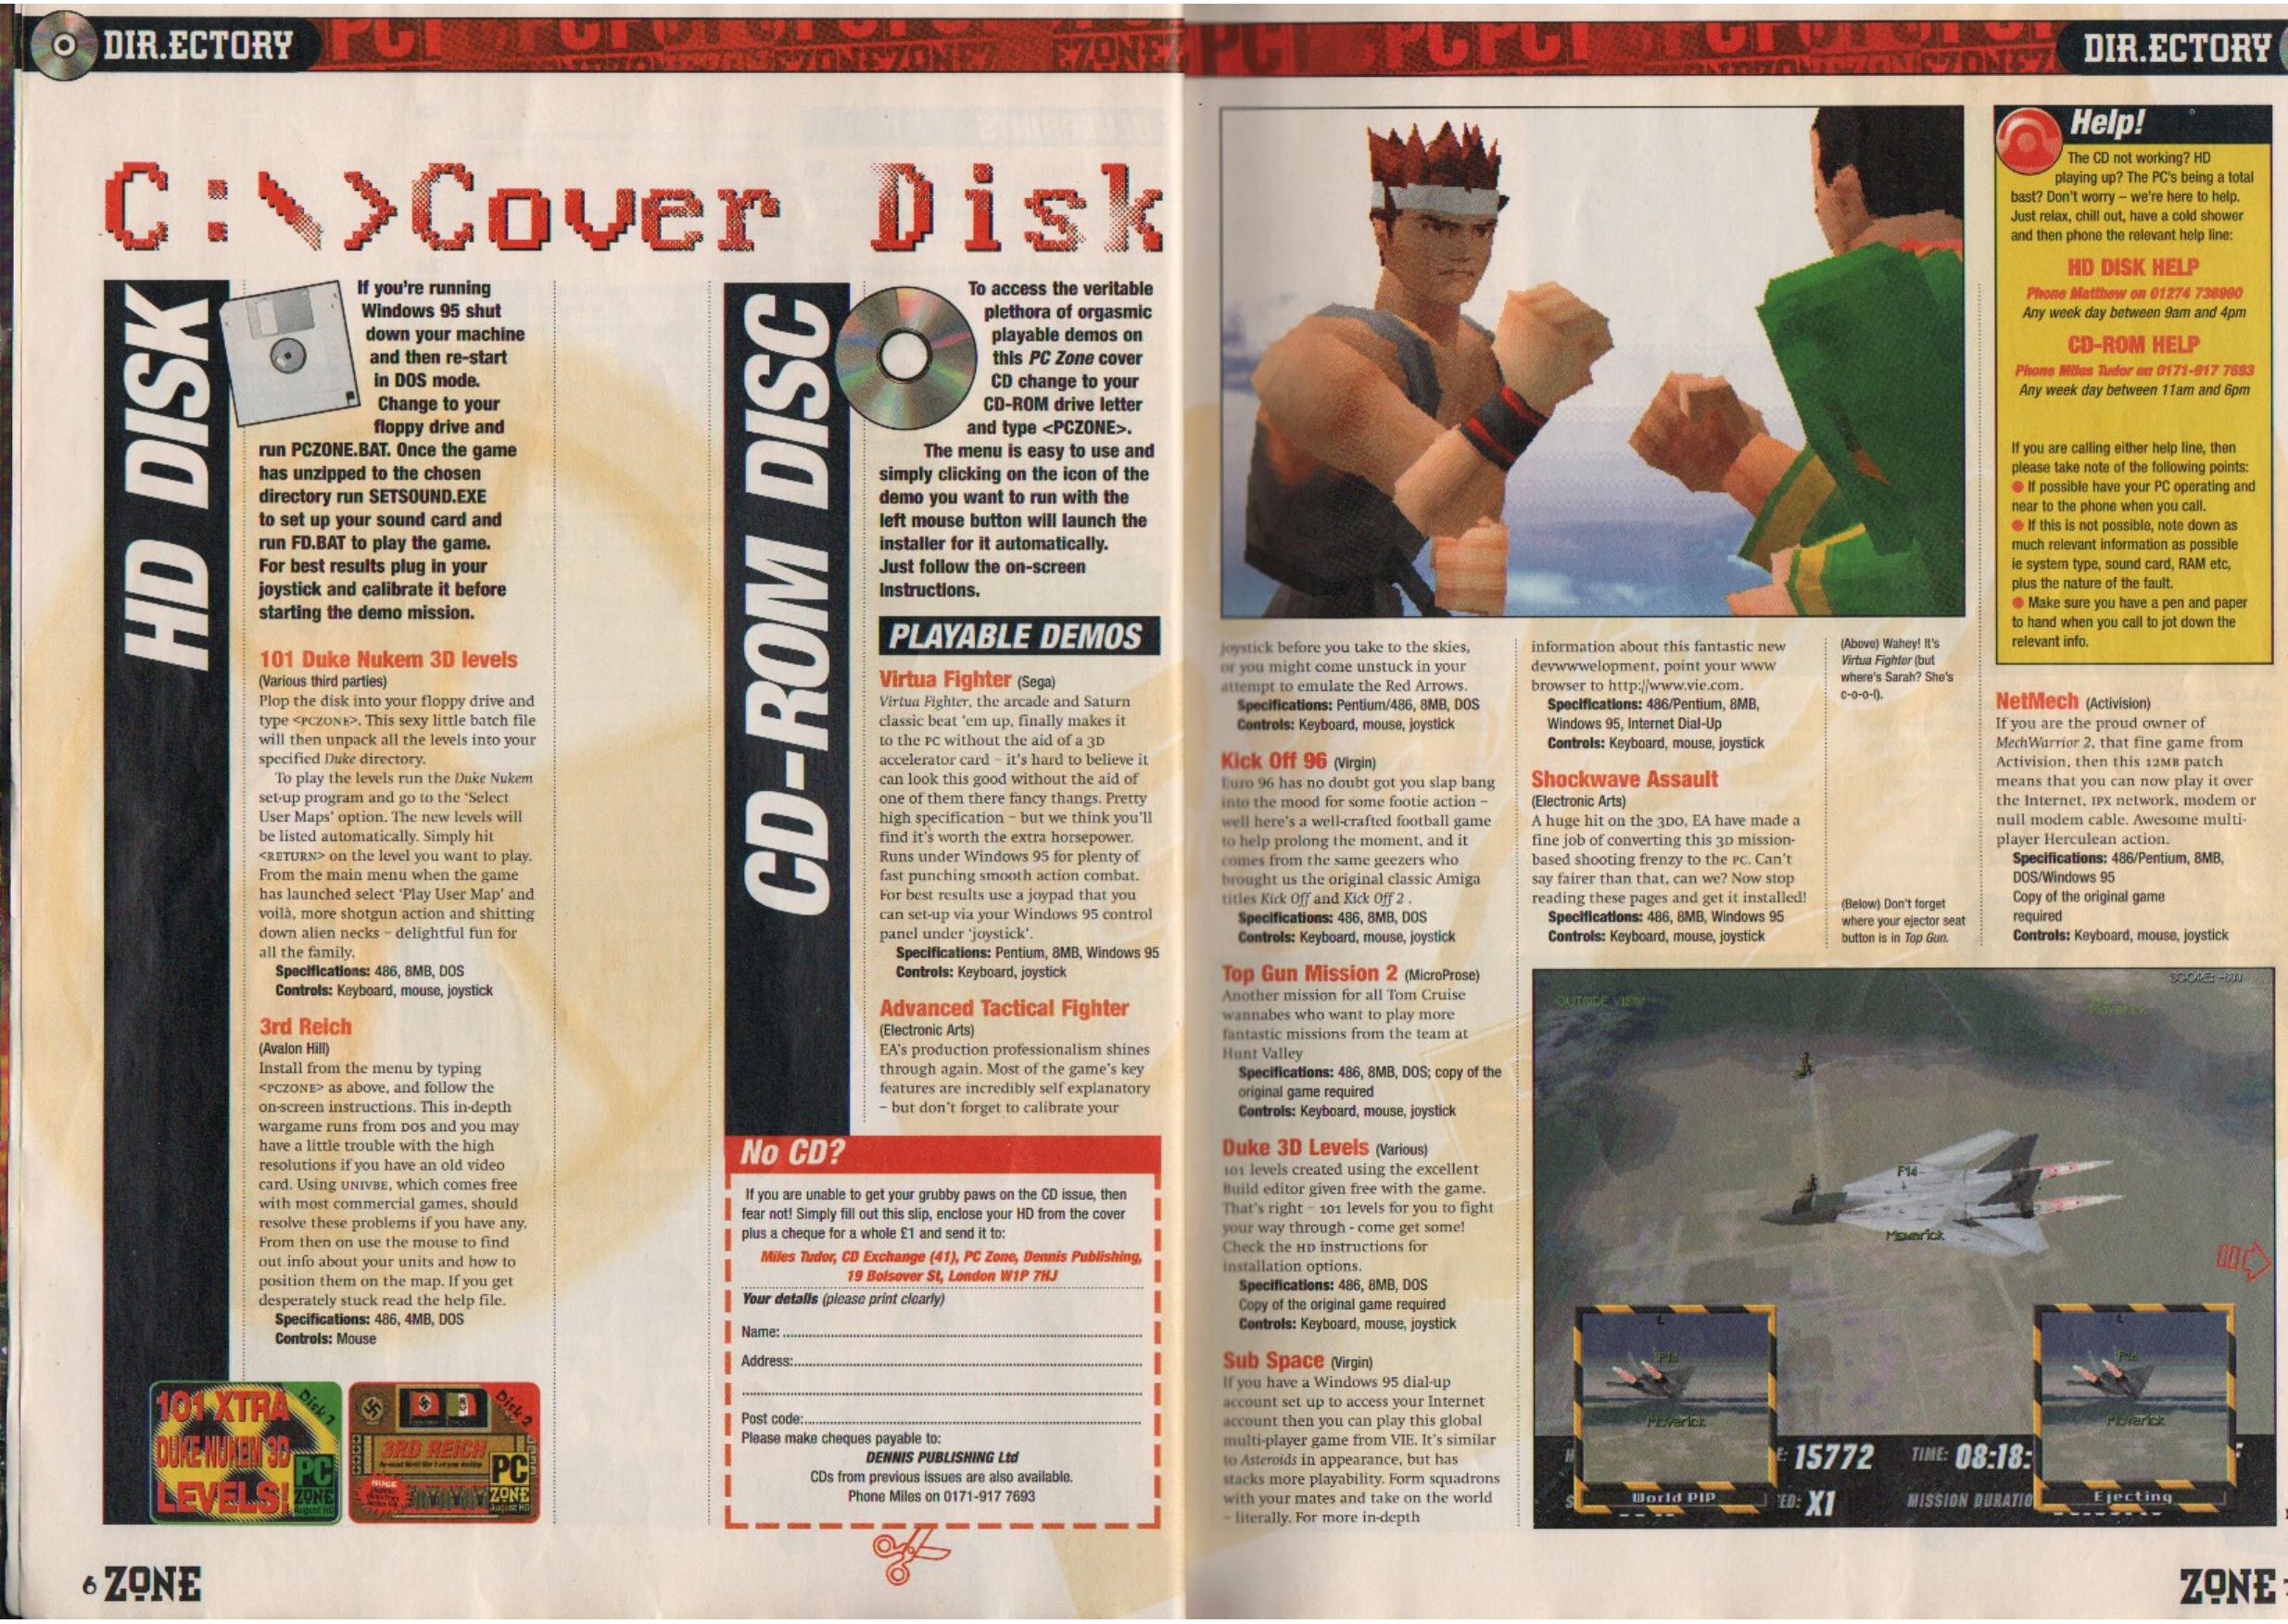 DIR.ECTORY
DIR.ECTORY
C:\>Cover Disk
HD DISK
If you're running
Windows 95 shut
down your machine
and then re-start
in DOS mode.
Change to your
floppy drive and
run PCZONE.BAT. Once the game
has unzipped to the chosen
directory run SETSOUND.EXE
to set up your sound card and
run FD.BAT to play the game.
For best results plug in your
joystick and calibrate it before
starting the demo mission.
101 Duke Nukem 3D levels
(Various third parties)
Plop the disk into your floppy drive and
type <PCZONE>. This sexy little batch file
will then unpack all the levels into your
specified Duke directory.
To play the levels run the Duke Nukem
set-up program and go to the 'Select
User Maps' option. The new levels will
be listed automatically. Simply hit
<RETURN> on the level you want to play.
From the main menu when the game
has launched select 'Play User Map' and
voilà, more shotgun action and shitting
down alien necks – delightful fun for
all the family.
Specifications: 486, 8MB, DOS
Controls: Keyboard, mouse, joystick
3rd Reich
(Avalon Hill)
Install from the menu by typing
<PCZONE> as above, and follow the
on-screen instructions. This in-depth
wargame runs from DOS and you may
have a little trouble with the high
resolutions if you have an old video
card. Using UNIVBE, which comes free
with most commercial games, should
resolve these problems if you have any.
From then on use the mouse to find
out info about your units and how to
position them on the map. If you get
desperately stuck read the help file.
Specifications: 486, 4MB, DOS
Controls: Mouse
101 XTRA
DUKE NUKEM 3D
LEVELS!
Disk 1
PC
ZONE
August HD
Disk 2
3RD REICH
HUGE
PC
ZONE
August HD
CD-ROM DISC
To access the veritable
plethora of orgasmic
playable demos on
this PC Zone cover
CD change to your
CD-ROM drive letter
and type <PCZONE>.
The menu is easy to use and
simply clicking on the icon of the
demo you want to run with the
left mouse button will launch the
installer for it automatically.
Just follow the on-screen
Instructions.
PLAYABLE DEMOS
Virtua Fighter (Sega)
Virtua Fighter, the arcade and Saturn
classic beat 'em up, finally makes it
to the PC without the aid of a 3D
accelerator card – it's hard to believe it
can look this good without the aid of
one of them there fancy thangs. Pretty
high specification – but we think you'll
find it's worth the extra horsepower.
Runs under Windows 95 for plenty of
fast punching smooth action combat.
For best results use a joypad that you
can set-up via your Windows 95 control
panel under 'joystick'.
Specifications: Pentium, 8MB, Windows 95
Controls: Keyboard, joystick
Advanced Tactical Fighter
(Electronic Arts)
EA's production professionalism shines
through again. Most of the game's key
features are incredibly self explanatory
– but don't forget to calibrate your
No CD?
If you are unable to get your grubby paws on the CD issue, then
fear not! Simply fill out this slip, enclose your HD from the cover
plus a cheque for a whole £1 and send it to:
Miles Tudor, CD Exchange (41), PC Zone, Dennis Publishing,
19 Bolsover St, London W1P 7HJ
Your details (please print clearly)
Name:
Address:
Post code:
Please make cheques payable to:
DENNIS PUBLISHING Ltd
CDs from previous issues are also available.
Phone Miles on 0171-917 7693
6 ZONE
joystick before you take to the skies,
or you might come unstuck in your
attempt to emulate the Red Arrows.
Specifications: Pentium/486, 8MB, DOS
Controls: Keyboard, mouse, joystick
Kick Off 96 (Virgin)
Euro 96 has no doubt got you slap bang
into the mood for some footie action –
well here's a well-crafted football game
to help prolong the moment, and it
comes from the same geezers who
brought us the original classic Amiga
titles Kick Off and Kick Off 2 .
Specifications: 486, 8MB, DOS
Controls: Keyboard, mouse, joystick
Top Gun Mission 2 (MicroProse)
Another mission for all Tom Cruise
wannabes who want to play more
fantastic missions from the team at
Hunt Valley
Specifications: 486, 8MB, DOS; copy of the
original game required
Controls: Keyboard, mouse, joystick
Duke 3D Levels (Various)
101 levels created using the excellent
Build editor given free with the game.
That's right – 101 levels for you to fight
your way through - come get some!
Check the HD instructions for
installation options.
Specifications: 486, 8MB, DOS
Copy of the original game required
Controls: Keyboard, mouse, joystick
Sub Space (Virgin)
If you have a Windows 95 dial-up
account set up to access your Internet
account then you can play this global
multi-player game from VIE. It's similar
to Asteroids in appearance, but has
stacks more playability. Form squadrons
with your mates and take on the world
– literally. For more in-depth
information about this fantastic new
devwwwelopment, point your www
browser to http://www.vie.com.
Specifications: 486/Pentium, 8MB,
Windows 95, Internet Dial-Up
Controls: Keyboard, mouse, joystick
Shockwave Assault
(Electronic Arts)
A huge hit on the 3DO, EA have made a
fine job of converting this 3D mission-
based shooting frenzy to the PC. Can't
say fairer than that, can we? Now stop
reading these pages and get it installed!
Specifications: 486, 8MB, Windows 95
Controls: Keyboard, mouse, joystick
(Above) Wahey! It's
Virtua Fighter (but
where's Sarah? She's
c-o-o-l).
(Below) Don't forget
where your ejector seat
button is in Top Gun.
Help!
The CD not working? HD
playing up? The PC's being a total
bast? Don't worry – we're here to help.
Just relax, chill out, have a cold shower
and then phone the relevant help line:
HD DISK HELP
Phone Matthew on 01274 736990
Any week day between 9am and 4pm
CD-ROM HELP
Phone Miles Tudor on 0171-917 7693
Any week day between 11am and 6pm
If you are calling either help line, then
please take note of the following points:
● If possible have your PC operating and
near to the phone when you call.
● If this is not possible, note down as
much relevant information as possible
ie system type, sound card, RAM etc,
plus the nature of the fault.
● Make sure you have a pen and paper
to hand when you call to jot down the
relevant info.
NetMech (Activision)
If you are the proud owner of
MechWarrior 2, that fine game from
Activision, then this 12MB patch
means that you can now play it over
the Internet, IPX network, modem or
null modem cable. Awesome multi-
player Herculean action.
Specifications: 486/Pentium, 8MB,
DOS/Windows 95
Copy of the original game
required
Controls: Keyboard, mouse, joystick
OUTSIDE VIEW
SCORE: -600
Maverick
F14
Maverick
F14
Maverick
World PIP
F14
Maverick
Ejecting
15772
TIME: 08:18:
X1
MISSION DURATIO
ZONE